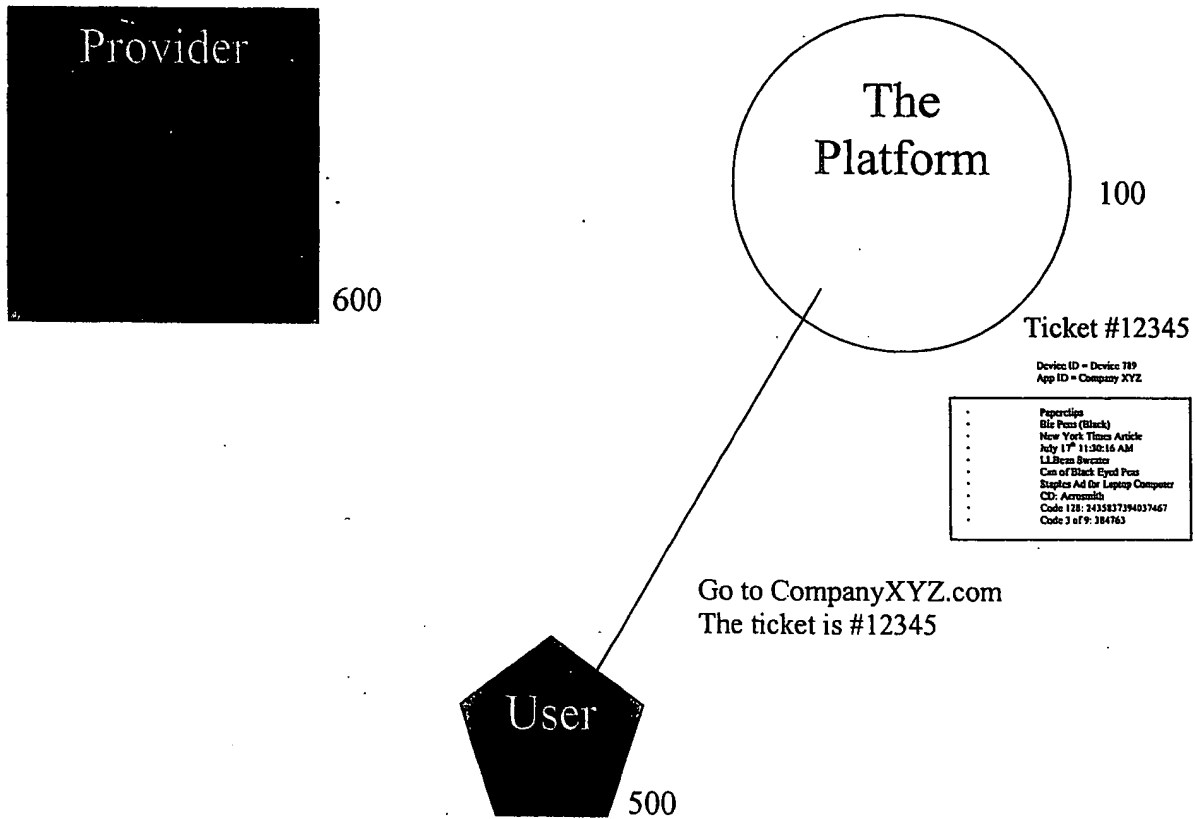 Provider
600
The
Platform
100
Ticket #12345
Device ID = Device 789
App ID = Company XYZ
• Paperclips
• Bic Pens (Black)
• New York Times Article
• July 17th 11:30:16 AM
• LLBean Sweater
• Can of Black Eyed Peas
• Staples Ad for Laptop Computer
• CD: Aerosmith
• Code 128: 2435837394037467
• Code 3 of 9: 384763
Go to CompanyXYZ.com
The ticket is #12345
User
500